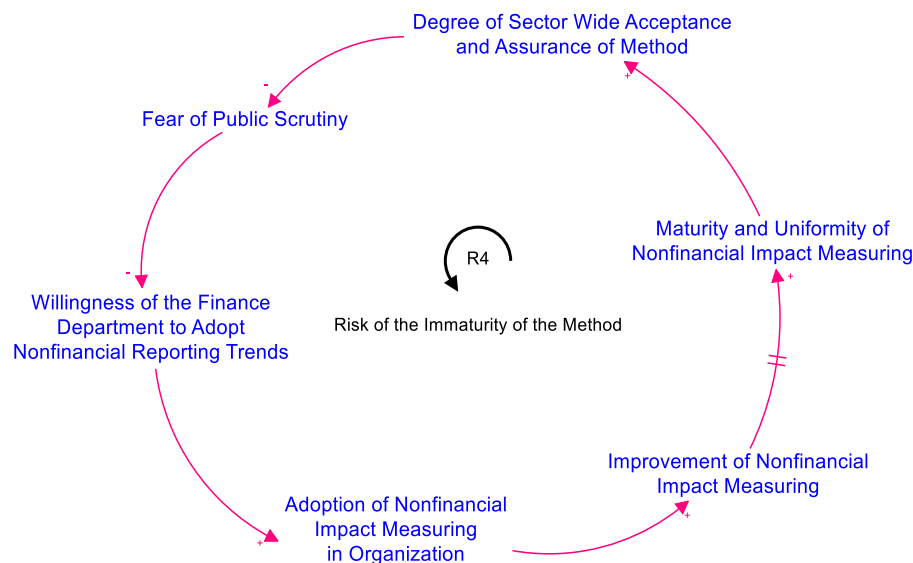 Degree of Sector Wide Acceptance
and Assurance of Method
-
Fear of Public Scrutiny
+
Maturity and Uniformity of
Nonfinancial Impact Measuring
R4
-
+
Willingness of the Finance
Department to Adopt
Nonfinancial Reporting Trends
Risk of the Immaturity of the Method
Improvement of Nonfinancial
Impact Measuring
+
Adoption of Nonfinancial
Impact Measuring
in Organization
+